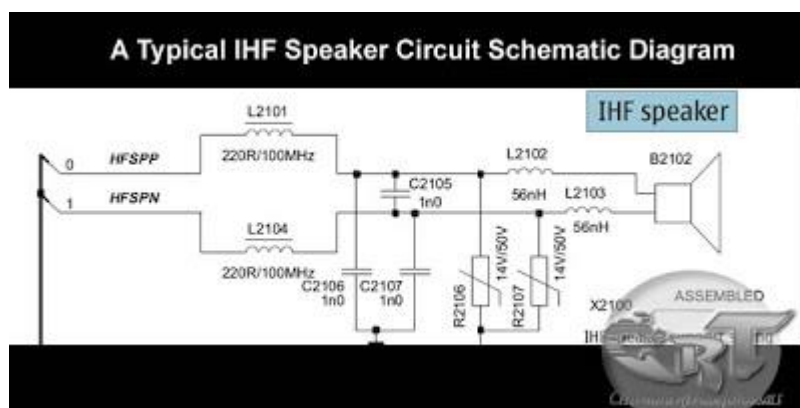 A Typical IHF Speaker Circuit Schematic Diagram
IHF speaker
L2101
0 HFSPP
220R/100MHz
L2102
B2102
C2105
1n0
56nH
L2103
1 HFSPN
56nH
L2104
220R/100MHz
C2106
1n0
C2107
1n0
R2106
14V/50V
R2107
14V/50V
X2100
ASSEMBLED
CRT